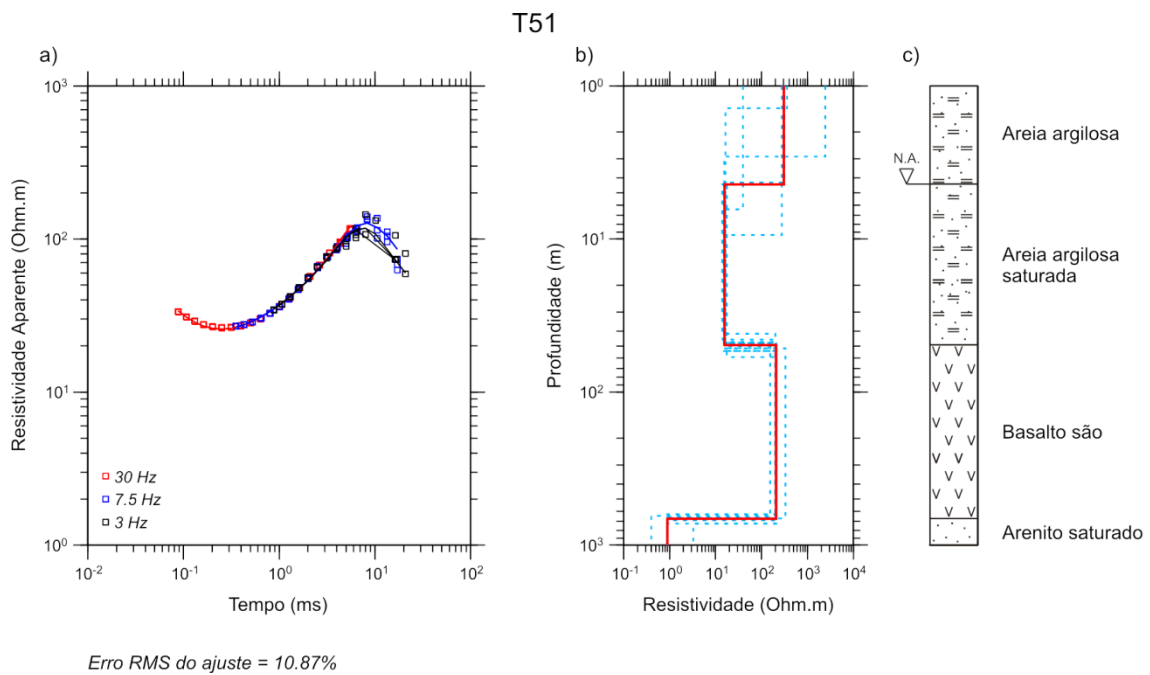 T51
a)
Resistividade Aparente (Ohm.m)
10³
10²
10¹
10⁰
30 Hz
7.5 Hz
3 Hz
10⁻² 10⁻¹ 10⁰ 10¹ 10²
Tempo (ms)
b)
Profundidade (m)
10⁰
10¹
10²
10³
10⁻¹ 10⁰ 10¹ 10² 10³ 10⁴
Resistividade (Ohm.m)
c)
N.A.
Areia argilosa
Areia argilosa
saturada
Basalto são
Arenito saturado
Erro RMS do ajuste = 10.87%